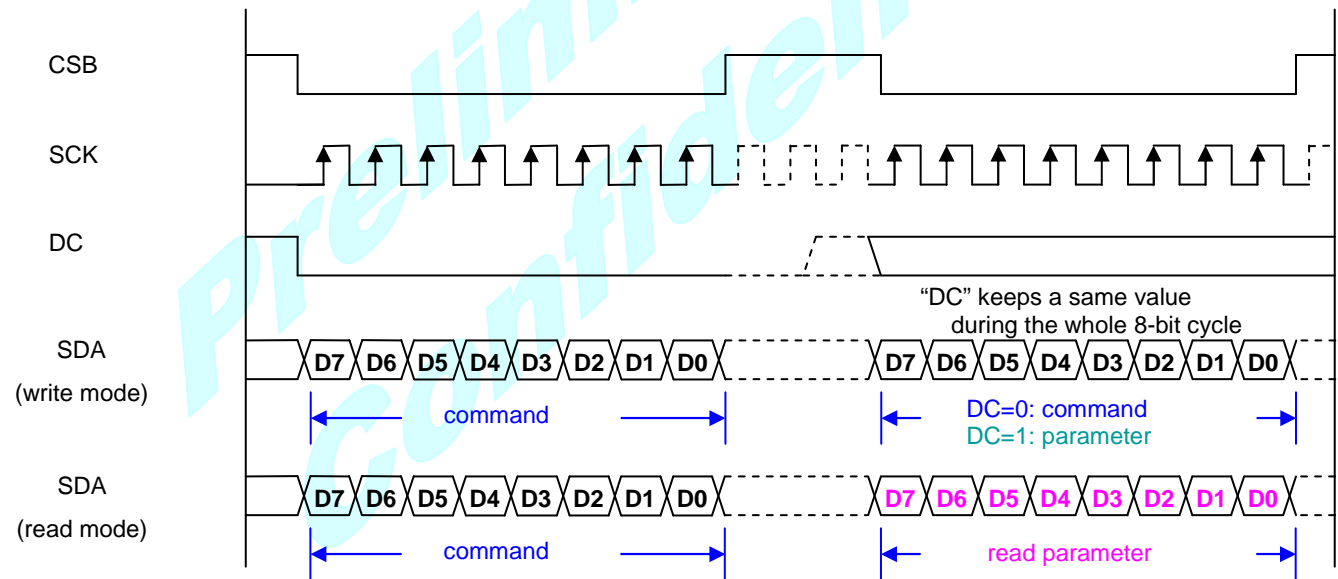 CSB
SCK
DC
"DC" keeps a same value
during the whole 8-bit cycle
SDA
(write mode)
D7 D6 D5 D4 D3 D2 D1 D0
D7 D6 D5 D4 D3 D2 D1 D0
command
DC=0: command
DC=1: parameter
SDA
(read mode)
D7 D6 D5 D4 D3 D2 D1 D0
D7 D6 D5 D4 D3 D2 D1 D0
command
read parameter